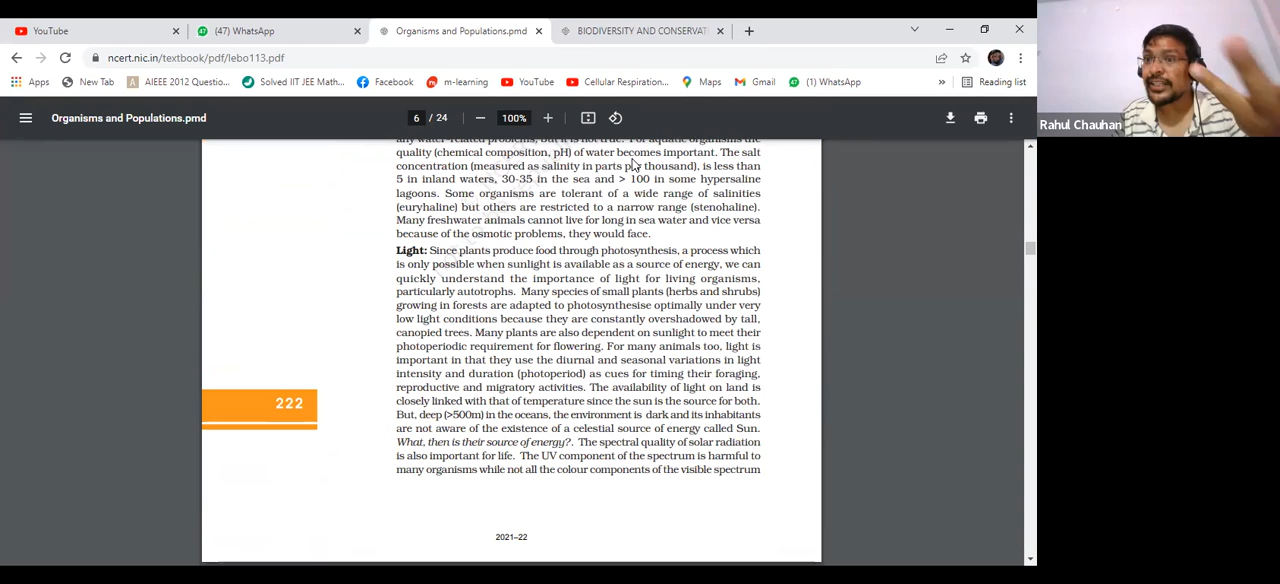 YouTube
(47) WhatsApp
Organisms and Populations.pmd
BIODIVERSITY AND CONSERVAT
ncert.nic.in/textbook/pdf/lebo113.pdf
Apps
New Tab
AIEEE 2012 Questio...
Solved IIT JEE Math...
Facebook
m-learning
YouTube
Cellular Respiration,...
Maps
Gmail
(1) WhatsApp
»
Reading list
Organisms and Populations.pmd
6 / 24
100%
Rahul Chauhan
any water-related problems, but it is not true. For aquatic organisms the
quality (chemical composition, pH) of water becomes important. The salt
concentration (measured as salinity in parts per thousand), is less than
5 in inland waters, 30-35 in the sea and > 100 in some hypersaline
lagoons. Some organisms are tolerant of a wide range of salinities
(euryhaline) but others are restricted to a narrow range (stenohaline).
Many freshwater animals cannot live for long in sea water and vice versa
because of the osmotic problems, they would face.
Light: Since plants produce food through photosynthesis, a process which
is only possible when sunlight is available as a source of energy, we can
quickly understand the importance of light for living organisms,
particularly autotrophs. Many species of small plants (herbs and shrubs)
growing in forests are adapted to photosynthesise optimally under very
low light conditions because they are constantly overshadowed by tall,
canopied trees. Many plants are also dependent on sunlight to meet their
photoperiodic requirement for flowering. For many animals too, light is
important in that they use the diurnal and seasonal variations in light
intensity and duration (photoperiod) as cues for timing their foraging,
reproductive and migratory activities. The availability of light on land is
closely linked with that of temperature since the sun is the source for both.
But, deep (>500m) in the oceans, the environment is dark and its inhabitants
are not aware of the existence of a celestial source of energy called Sun.
What, then is their source of energy?. The spectral quality of solar radiation
is also important for life. The UV component of the spectrum is harmful to
many organisms while not all the colour components of the visible spectrum
222
2021–22